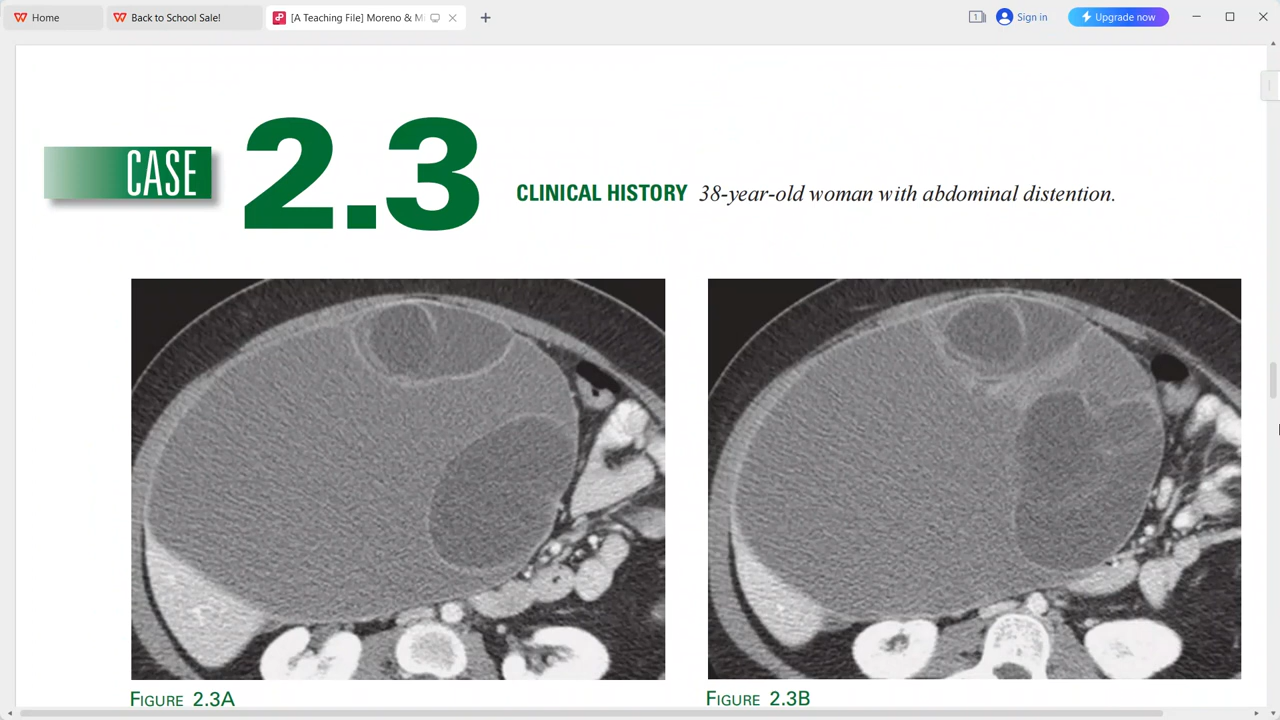 Home
Back to School Sale!
[A Teaching File] Moreno & M
1
Sign in
Upgrade now
CASE 2.3
CLINICAL HISTORY 38-year-old woman with abdominal distention.
FIGURE 2.3A
FIGURE 2.3B